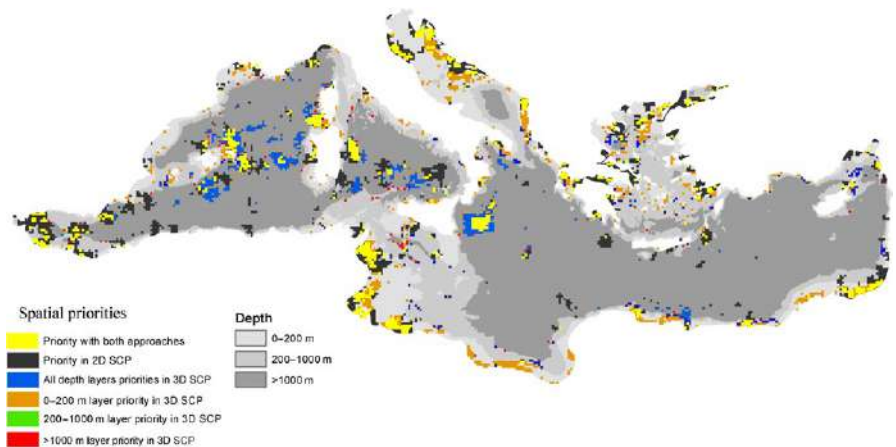 Spatial priorities
Priority with both approaches
Priority in 2D SCP
All depth layers priorities in 3D SCP
0–200 m layer priority in 3D SCP
200–1000 m layer priority in 3D SCP
>1000 m layer priority in 3D SCP
Depth
0–200 m
200–1000 m
>1000 m